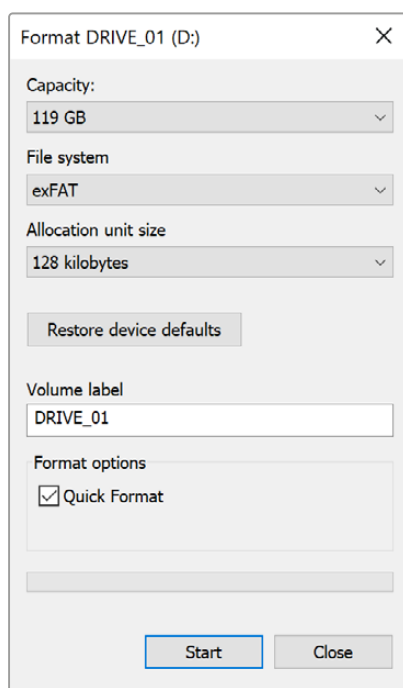 Format DRIVE_01 (D:)
Capacity:
119 GB
File system
exFAT
Allocation unit size
128 kilobytes
Restore device defaults
Volume label
DRIVE_01
Format options
Quick Format
Start Close